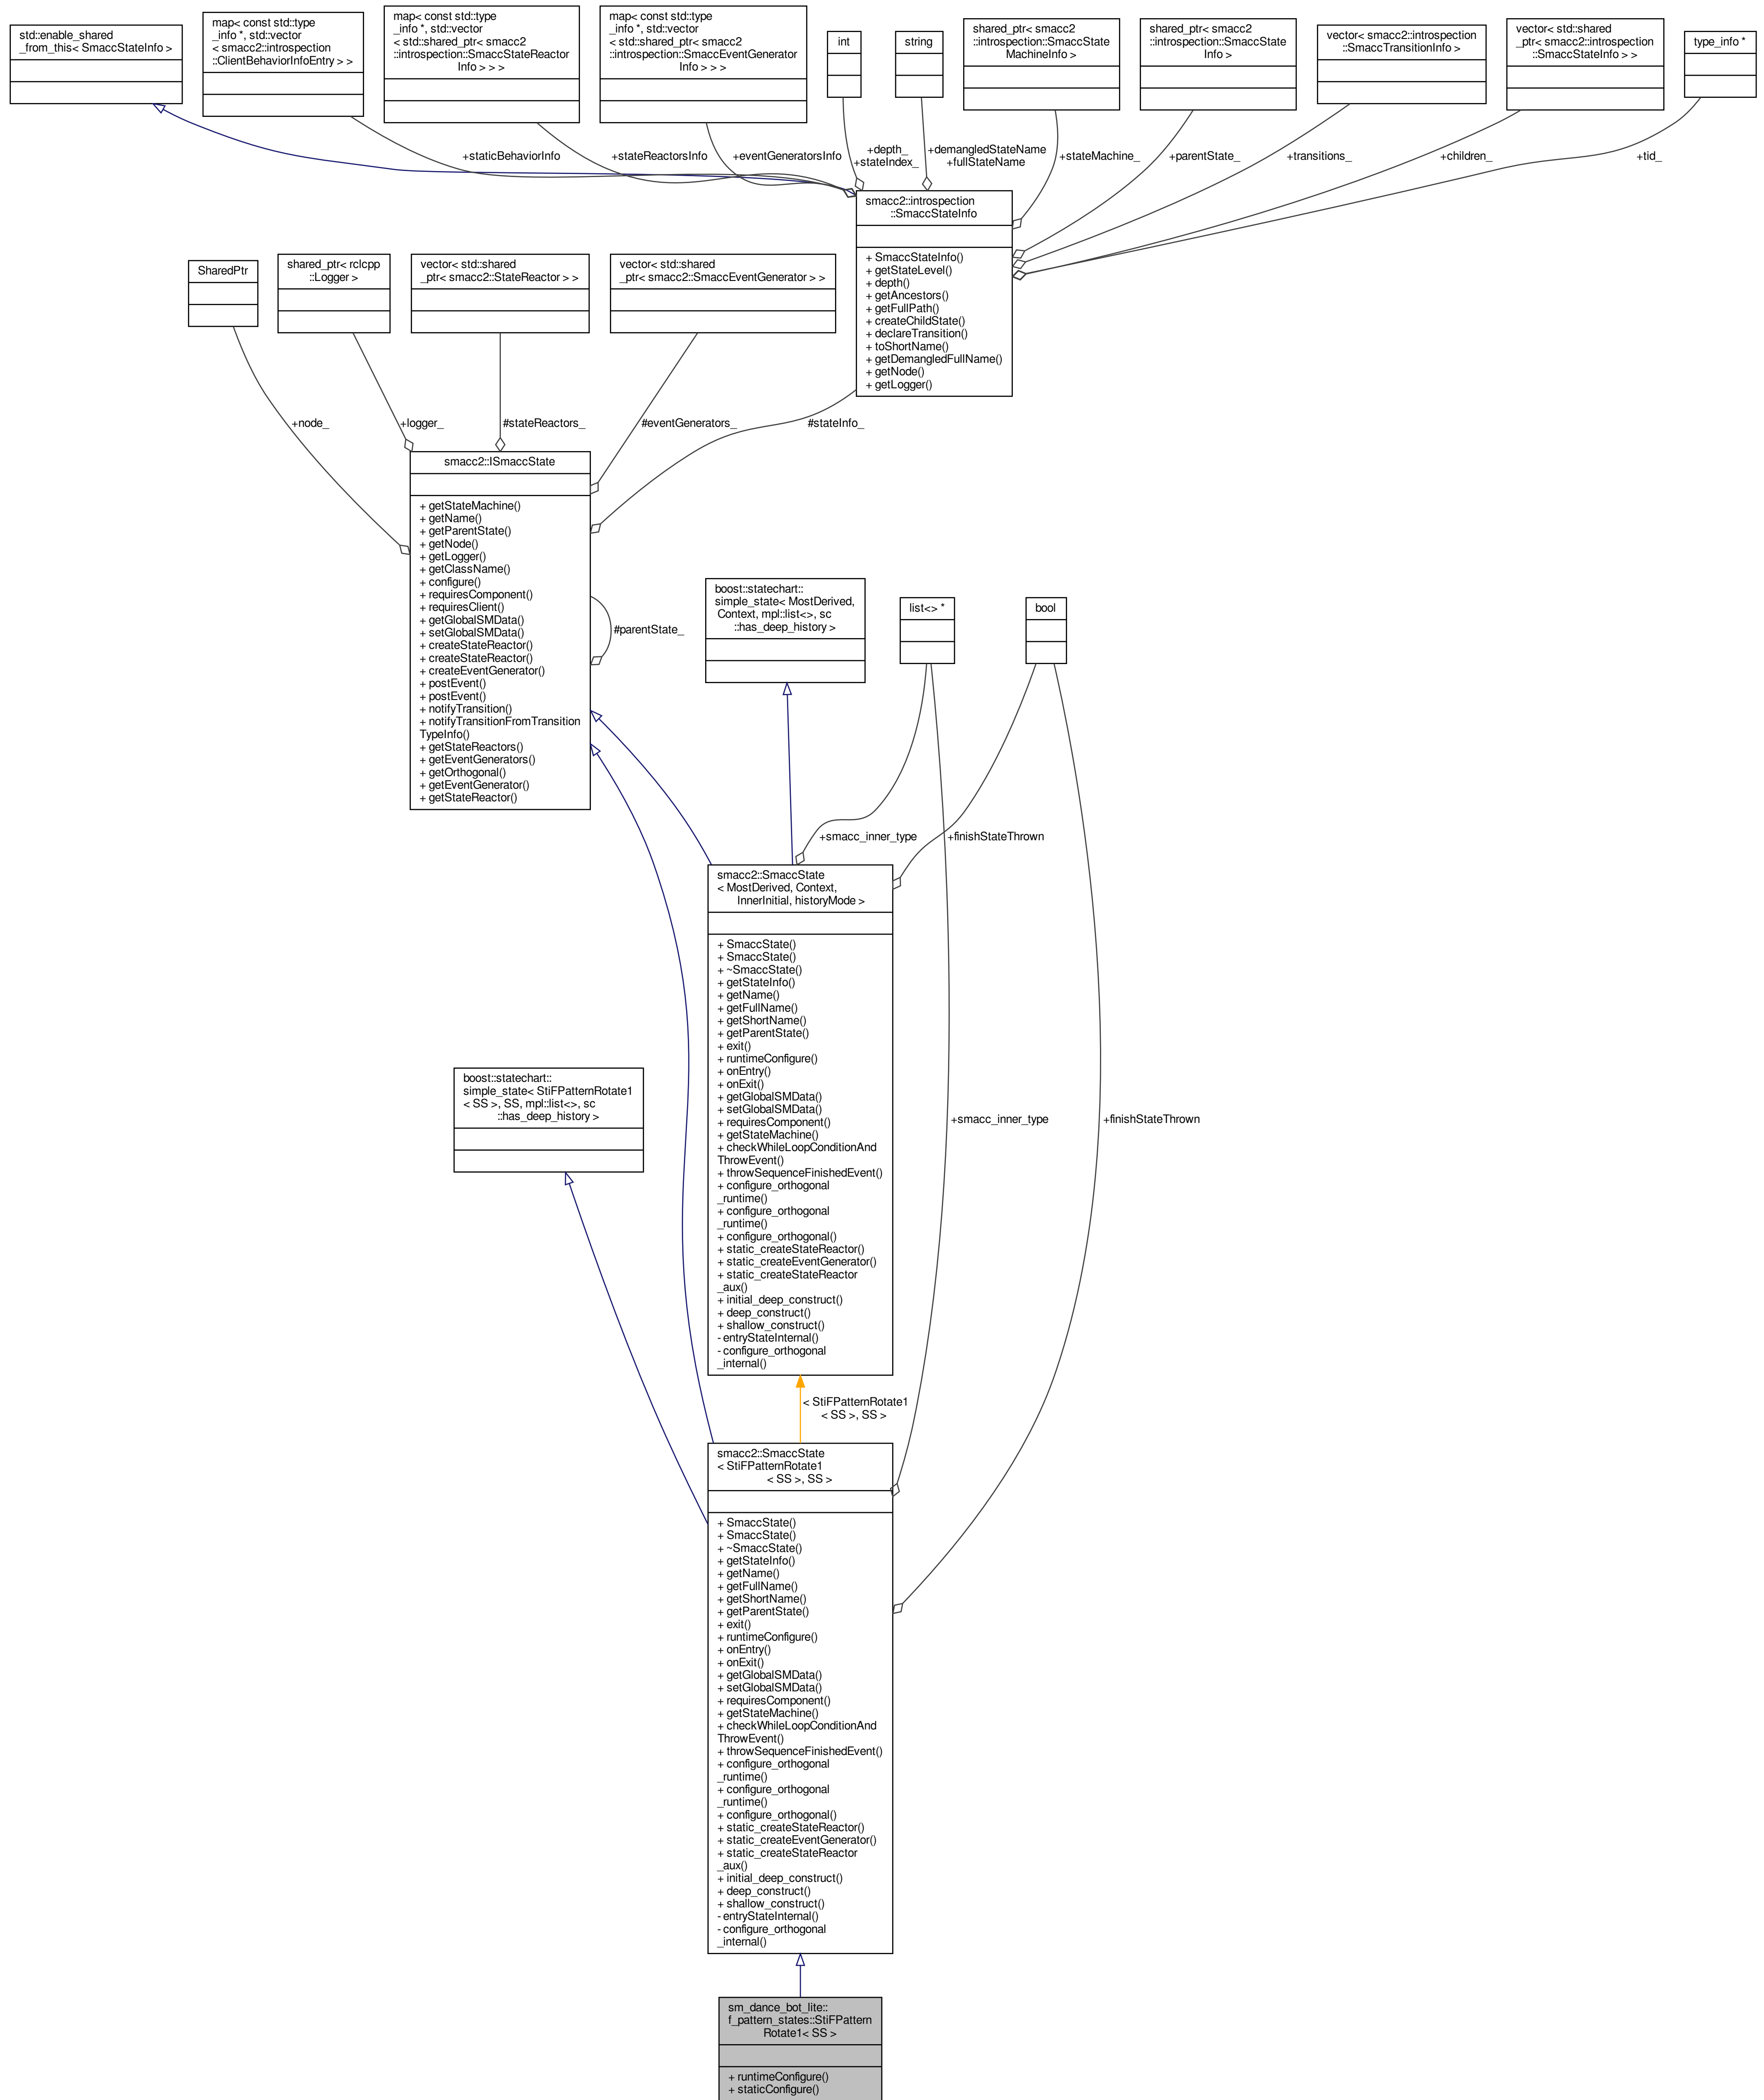 std::enable_shared
_from_this< SmaccStateInfo >
map< const std::type
_info *, std::vector
< smacc2::introspection
::ClientBehaviorInfoEntry > >
map< const std::type
_info *, std::vector
< std::shared_ptr< smacc2
::introspection::SmaccStateReactor
Info > > >
map< const std::type
_info *, std::vector
< std::shared_ptr< smacc2
::introspection::SmaccEventGenerator
Info > > >
int
string
shared_ptr< smacc2
::introspection::SmaccState
MachineInfo >
shared_ptr< smacc2
::introspection::SmaccState
Info >
vector< smacc2::introspection
::SmaccTransitionInfo >
vector< std::shared
_ptr< smacc2::introspection
::SmaccStateInfo > >
type_info *
+staticBehaviorInfo
+stateReactorsInfo
+eventGeneratorsInfo
+depth_
+stateIndex_
+demangledStateName
+fullStateName
+stateMachine_
+parentState_
+transitions_
+children_
+tid_
smacc2::introspection
::SmaccStateInfo
+ SmaccStateInfo()
+ getStateLevel()
+ depth()
+ getAncestors()
+ getFullPath()
+ createChildState()
+ declareTransition()
+ toShortName()
+ getDemangledFullName()
+ getNode()
+ getLogger()
SharedPtr
shared_ptr< rclcpp
::Logger >
vector< std::shared
_ptr< smacc2::StateReactor > >
vector< std::shared
_ptr< smacc2::SmaccEventGenerator > >
+node_
+logger_
#stateReactors_
#eventGenerators_
#stateInfo_
smacc2::ISmaccState
+ getStateMachine()
+ getName()
+ getParentState()
+ getNode()
+ getLogger()
+ getClassName()
+ configure()
+ requiresComponent()
+ requiresClient()
+ getGlobalSMData()
+ setGlobalSMData()
+ createStateReactor()
+ createStateReactor()
+ createEventGenerator()
+ postEvent()
+ postEvent()
+ notifyTransition()
+ notifyTransitionFromTransition
TypeInfo()
+ getStateReactors()
+ getEventGenerators()
+ getOrthogonal()
+ getEventGenerator()
+ getStateReactor()
#parentState_
boost::statechart::
simple_state< MostDerived,
Context, mpl::list<>, sc
::has_deep_history >
list<> *
bool
+smacc_inner_type
+finishStateThrown
smacc2::SmaccState
< MostDerived, Context,
InnerInitial, historyMode >
+ SmaccState()
+ SmaccState()
+ ~SmaccState()
+ getStateInfo()
+ getName()
+ getFullName()
+ getShortName()
+ getParentState()
+ exit()
+ runtimeConfigure()
+ onEntry()
+ onExit()
+ getGlobalSMData()
+ setGlobalSMData()
+ requiresComponent()
+ getStateMachine()
+ checkWhileLoopConditionAnd
ThrowEvent()
+ throwSequenceFinishedEvent()
+ configure_orthogonal
_runtime()
+ configure_orthogonal
_runtime()
+ configure_orthogonal()
+ static_createStateReactor()
+ static_createEventGenerator()
+ static_createStateReactor
_aux()
+ initial_deep_construct()
+ deep_construct()
+ shallow_construct()
- entryStateInternal()
- configure_orthogonal
_internal()
boost::statechart::
simple_state< StiFPatternRotate1
< SS >, SS, mpl::list<>, sc
::has_deep_history >
+smacc_inner_type
+finishStateThrown
< StiFPatternRotate1
< SS >, SS >
smacc2::SmaccState
< StiFPatternRotate1
< SS >, SS >
+ SmaccState()
+ SmaccState()
+ ~SmaccState()
+ getStateInfo()
+ getName()
+ getFullName()
+ getShortName()
+ getParentState()
+ exit()
+ runtimeConfigure()
+ onEntry()
+ onExit()
+ getGlobalSMData()
+ setGlobalSMData()
+ requiresComponent()
+ getStateMachine()
+ checkWhileLoopConditionAnd
ThrowEvent()
+ throwSequenceFinishedEvent()
+ configure_orthogonal
_runtime()
+ configure_orthogonal
_runtime()
+ configure_orthogonal()
+ static_createStateReactor()
+ static_createEventGenerator()
+ static_createStateReactor
_aux()
+ initial_deep_construct()
+ deep_construct()
+ shallow_construct()
- entryStateInternal()
- configure_orthogonal
_internal()
sm_dance_bot_lite::
f_pattern_states::StiFPattern
Rotate1< SS >
+ runtimeConfigure()
+ staticConfigure()